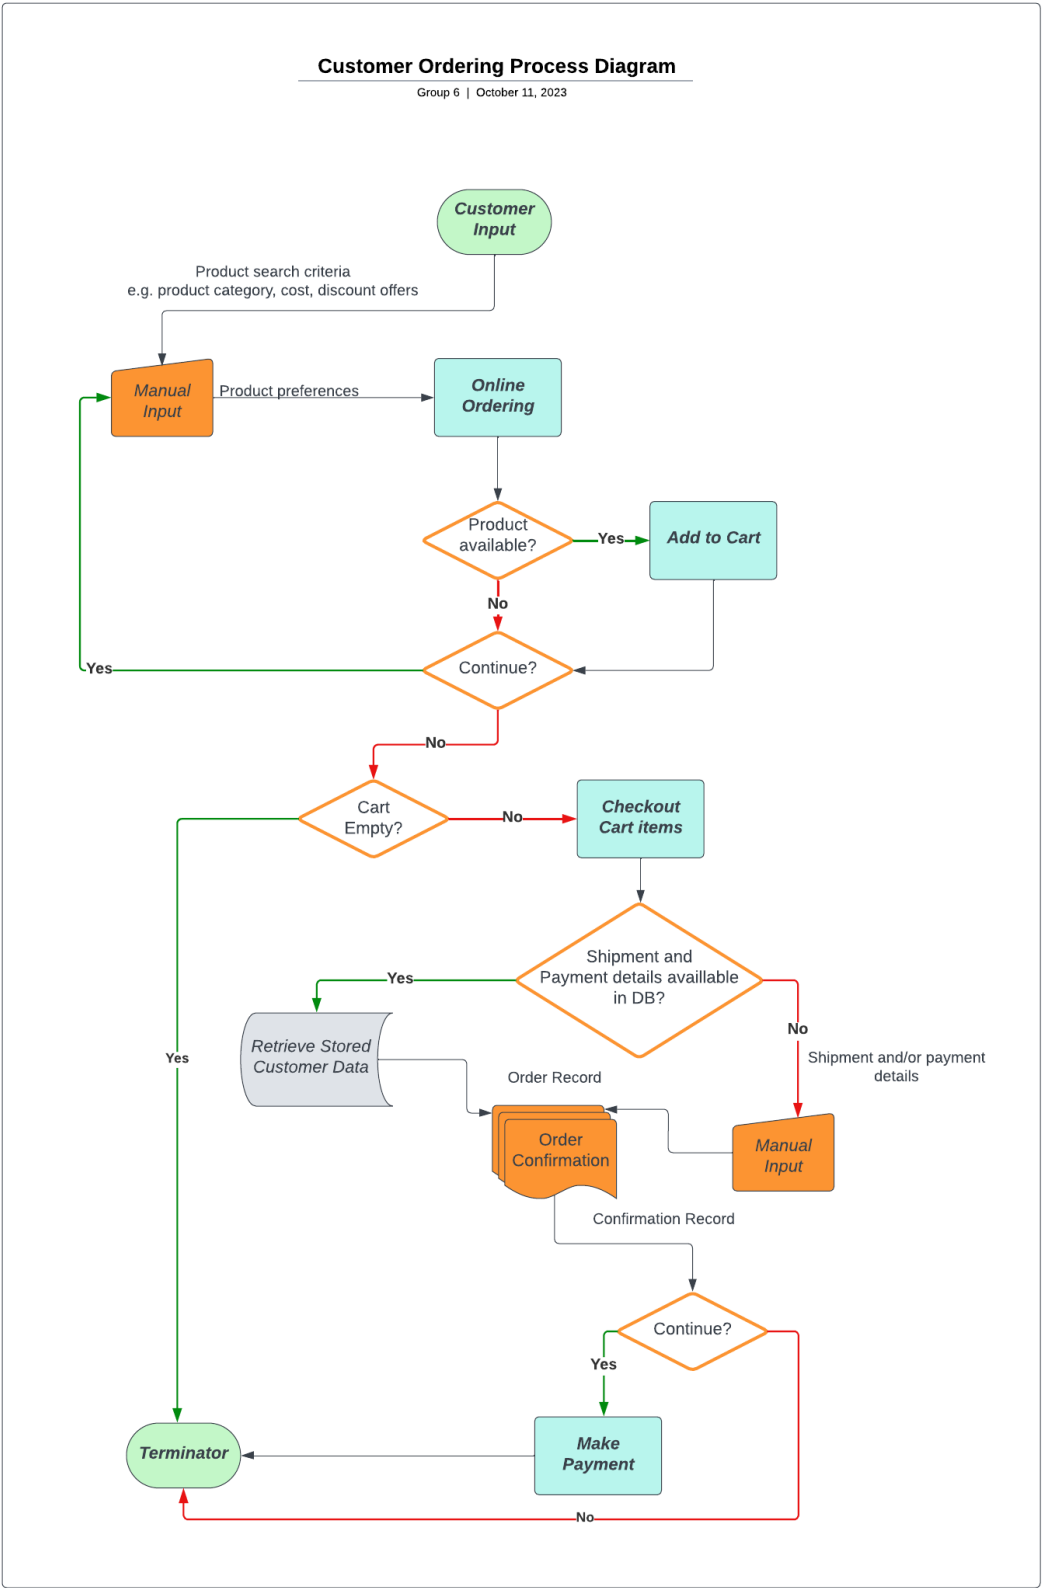 Customer Ordering Process Diagram
Group 6 | October 11, 2023
Customer
Input
Product search criteria
e.g. product category, cost, discount offers
Manual
Input
Product preferences
Online
Ordering
Product
available?
Yes
Add to Cart
No
Continue?
Yes
No
Cart
Empty?
No
Checkout
Cart items
Shipment and
Payment details availlable
in DB?
Yes
No
Retrieve Stored
Customer Data
Yes
Shipment and/or payment
details
Order Record
Order
Confirmation
Manual
Input
Confirmation Record
Continue?
Yes
Make
Payment
Terminator
No